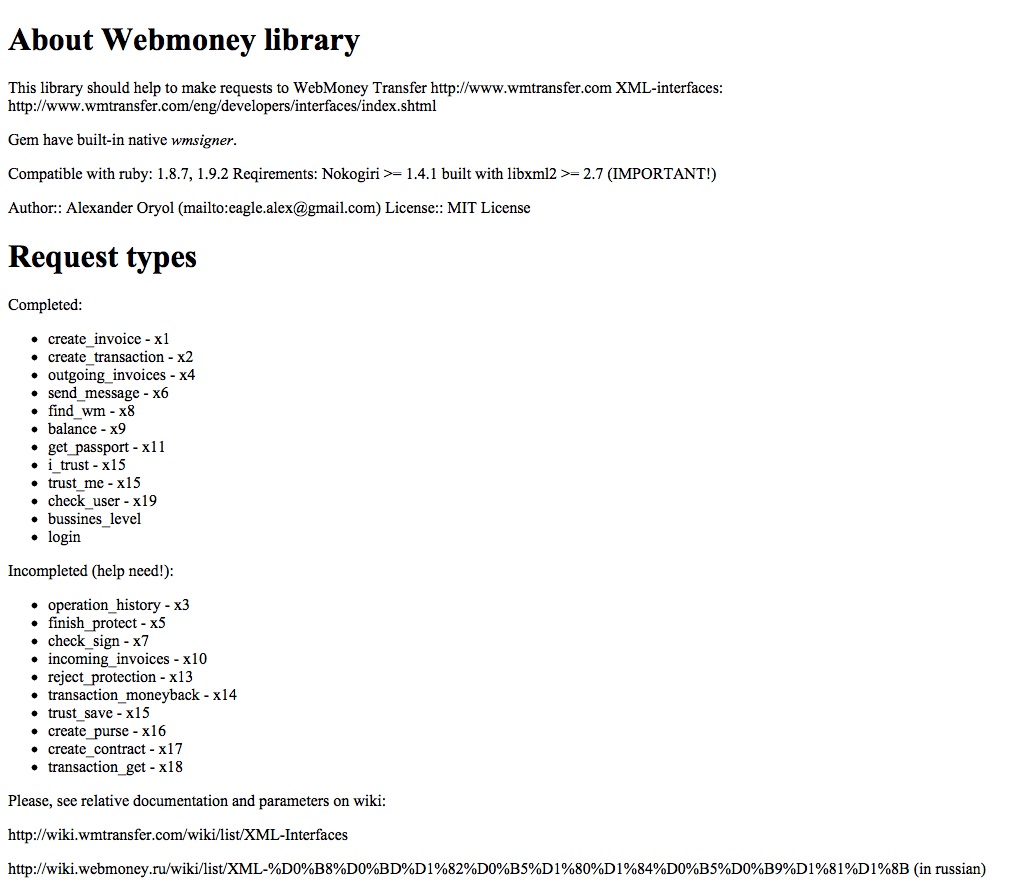 About Webmoney library
This library should help to make requests to WebMoney Transfer http://www.wmtransfer.com XML-interfaces:
http://www.wmtransfer.com/eng/developers/interfaces/index.shtml
Gem have built-in native wmsigner.
Compatible with ruby: 1.8.7, 1.9.2 Reqirements: Nokogiri >= 1.4.1 built with libxml2 >= 2.7 (IMPORTANT!)
Author:: Alexander Oryol (mailto:eagle.alex@gmail.com) License:: MIT License
Request types
Completed:
• create_invoice - x1
• create_transaction - x2
• outgoing_invoices - x4
• send_message - x6
• find_wm - x8
• balance - x9
• get_passport - x11
• i_trust - x15
• trust_me - x15
• check_user - x19
• bussines_level
• login
Incompleted (help need!):
• operation_history - x3
• finish_protect - x5
• check_sign - x7
• incoming_invoices - x10
• reject_protection - x13
• transaction_moneyback - x14
• trust_save - x15
• create_purse - x16
• create_contract - x17
• transaction_get - x18
Please, see relative documentation and parameters on wiki:
http://wiki.wmtransfer.com/wiki/list/XML-Interfaces
http://wiki.webmoney.ru/wiki/list/XML-%D0%B8%D0%BD%D1%82%D0%B5%D1%80%D1%84%D0%B5%D0%B9%D1%81%D1%8B (in russian)